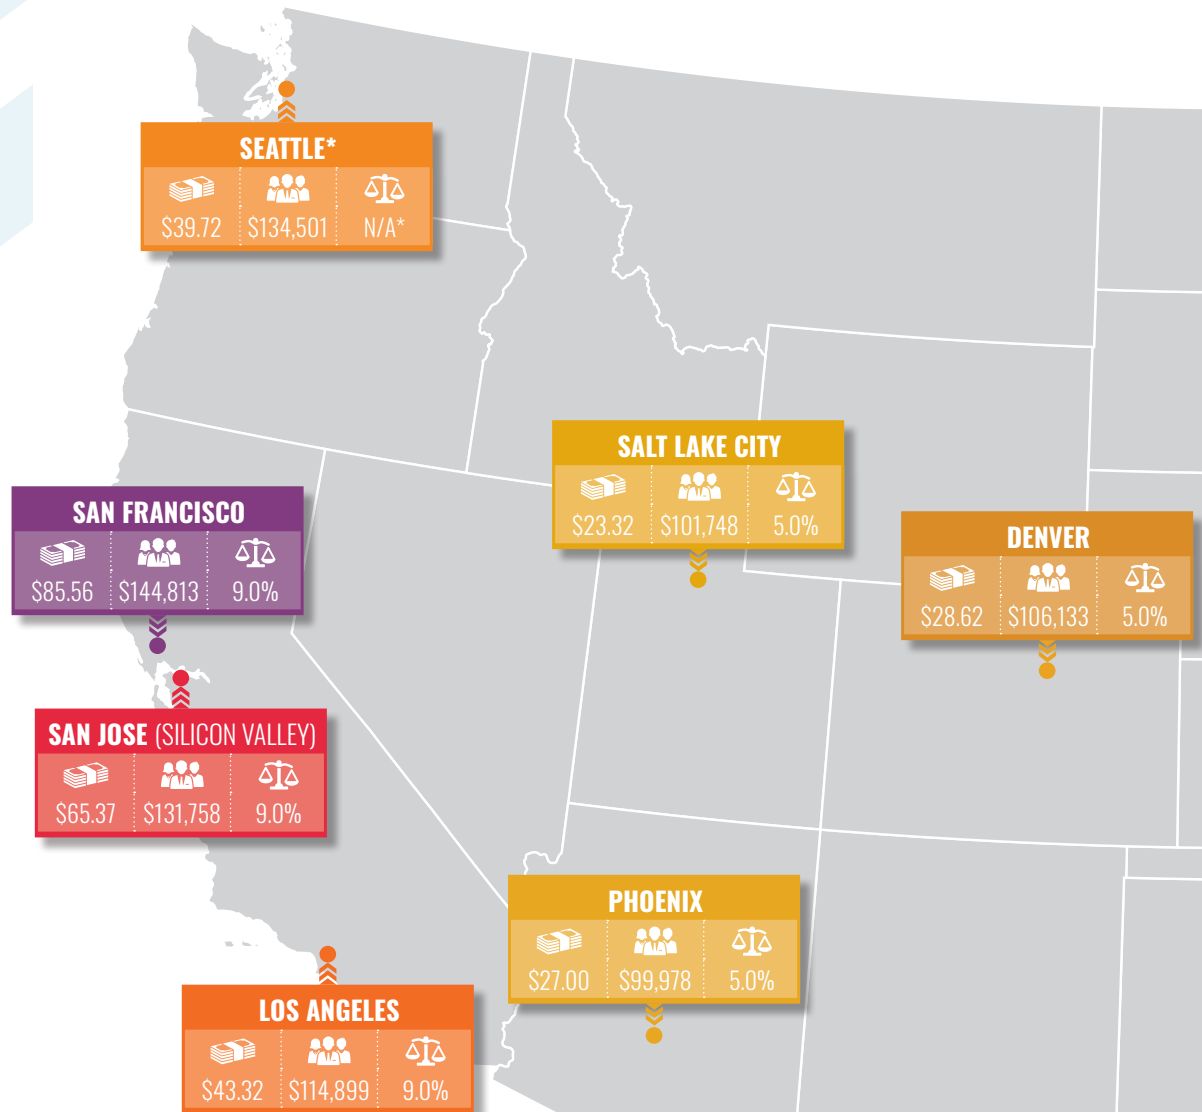 SEATTLE*
$39.72 $134,501 N/A*
SALT LAKE CITY
$23.32 $101,748 5.0%
SAN FRANCISCO
$85.56 $144,813 9.0%
DENVER
$28.62 $106,133 5.0%
SAN JOSE (SILICON VALLEY)
$65.37 $131,758 9.0%
PHOENIX
$27.00 $99,978 5.0%
LOS ANGELES
$43.32 $114,899 9.0%